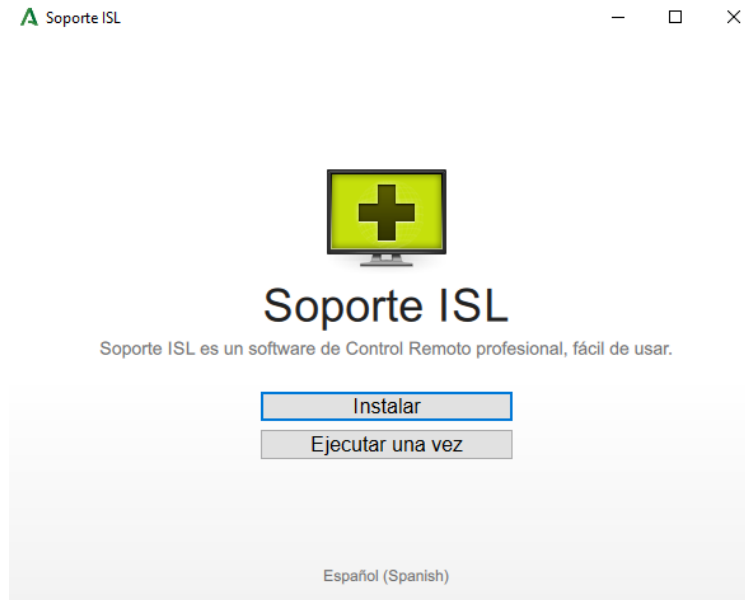 Soporte ISL
Soporte ISL
Soporte ISL es un software de Control Remoto profesional, fácil de usar.
Instalar
Ejecutar una vez
Español (Spanish)